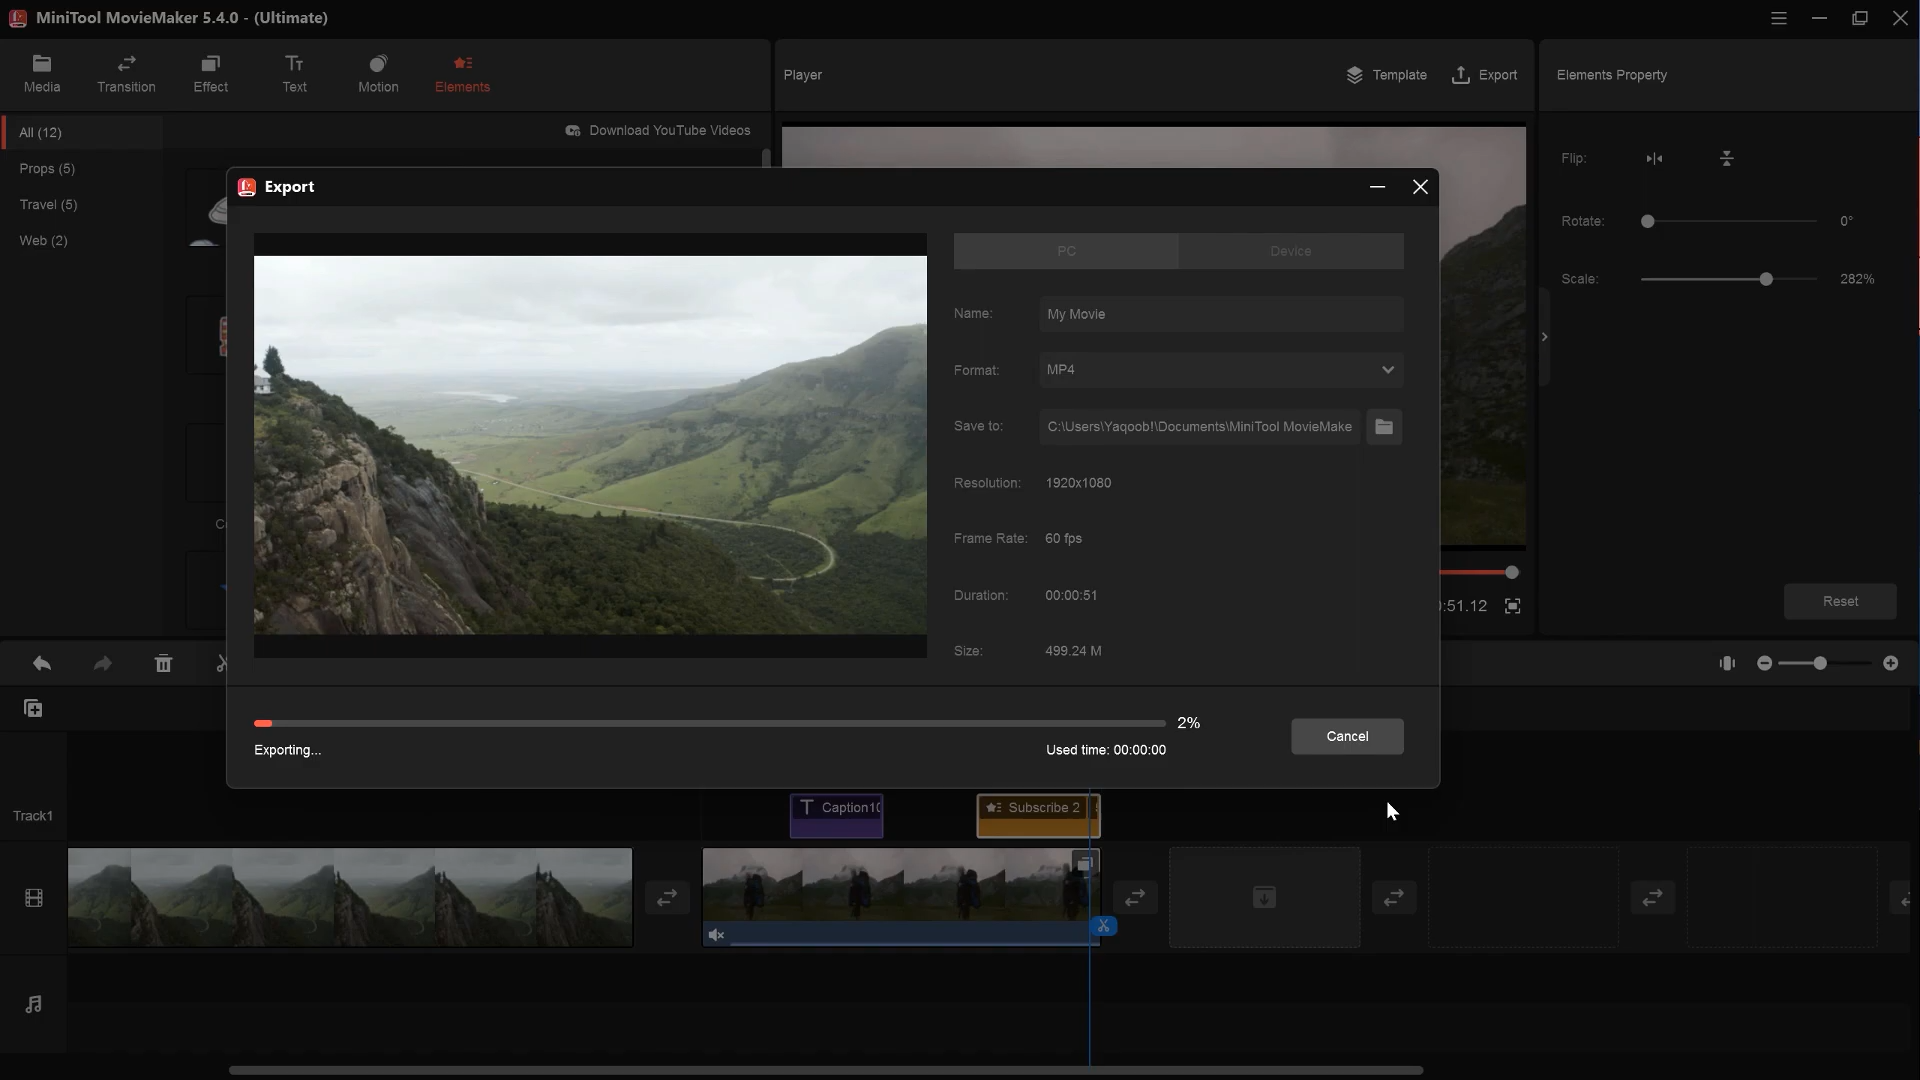 MiniTool MovieMaker 5.4.0 - (Ultimate)
Media
Transition
Effect
Text
Motion
Elements
Player
Template
Export
Elements Property
All (12)
Download YouTube Videos
Props (5)
Travel (5)
Web (2)
Flip:
Rotate:
0°
Scale:
282%
Reset
Export
PC
Device
Name:
My Movie
Format:
MP4
Save to:
C:\Users\Yaqoob!\Documents\MiniTool MovieMake
Resolution:
1920x1080
Frame Rate:
60 fps
Duration:
00:00:51
:51.12
Size:
499.24 M
2%
Exporting...
Used time: 00:00:00
Cancel
Track1
Caption10
Subscribe 2